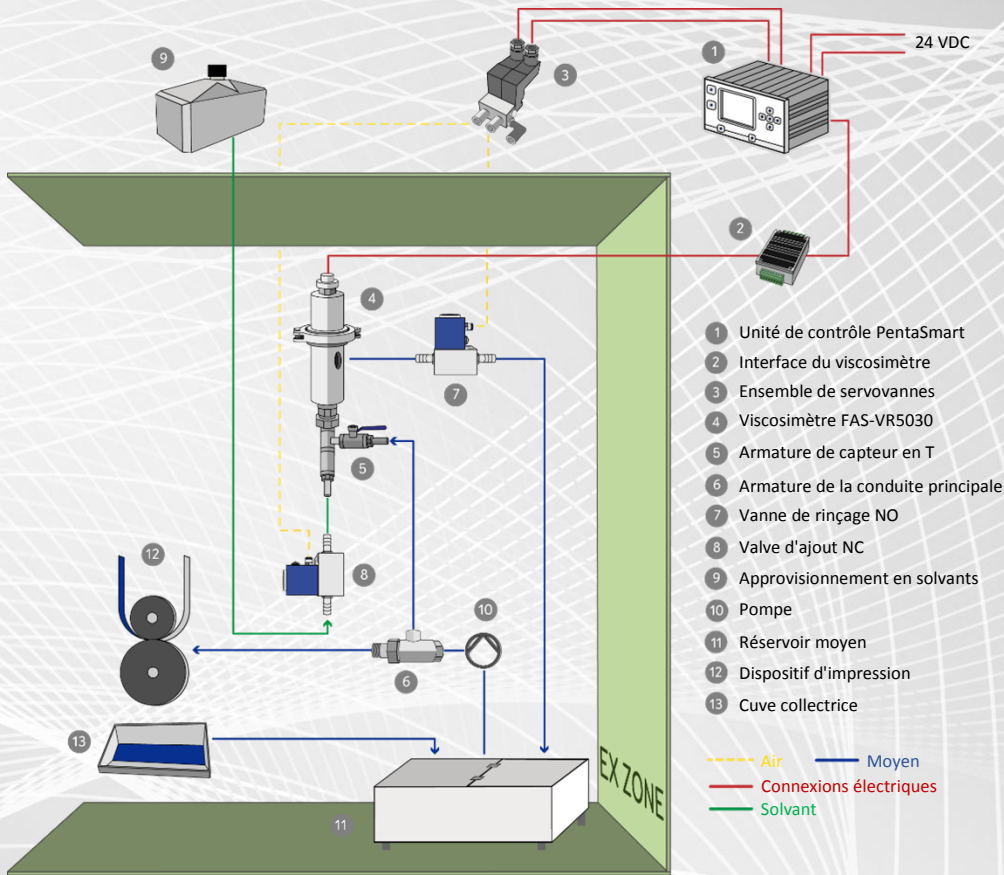 9
3
1
24 VDC
2
4
7
5
8
12
10
6
13
11
EX ZONE
1 Unité de contrôle PentaSmart
2 Interface du viscosimètre
3 Ensemble de servovannes
4 Viscosimètre FAS-VR5030
5 Armature de capteur en T
6 Armature de la conduite principale
7 Vanne de rinçage NO
8 Valve d'ajout NC
9 Approvisionnement en solvants
10 Pompe
11 Réservoir moyen
12 Dispositif d'impression
13 Cuve collectrice
Air Moyen
Connexions électriques
Solvant